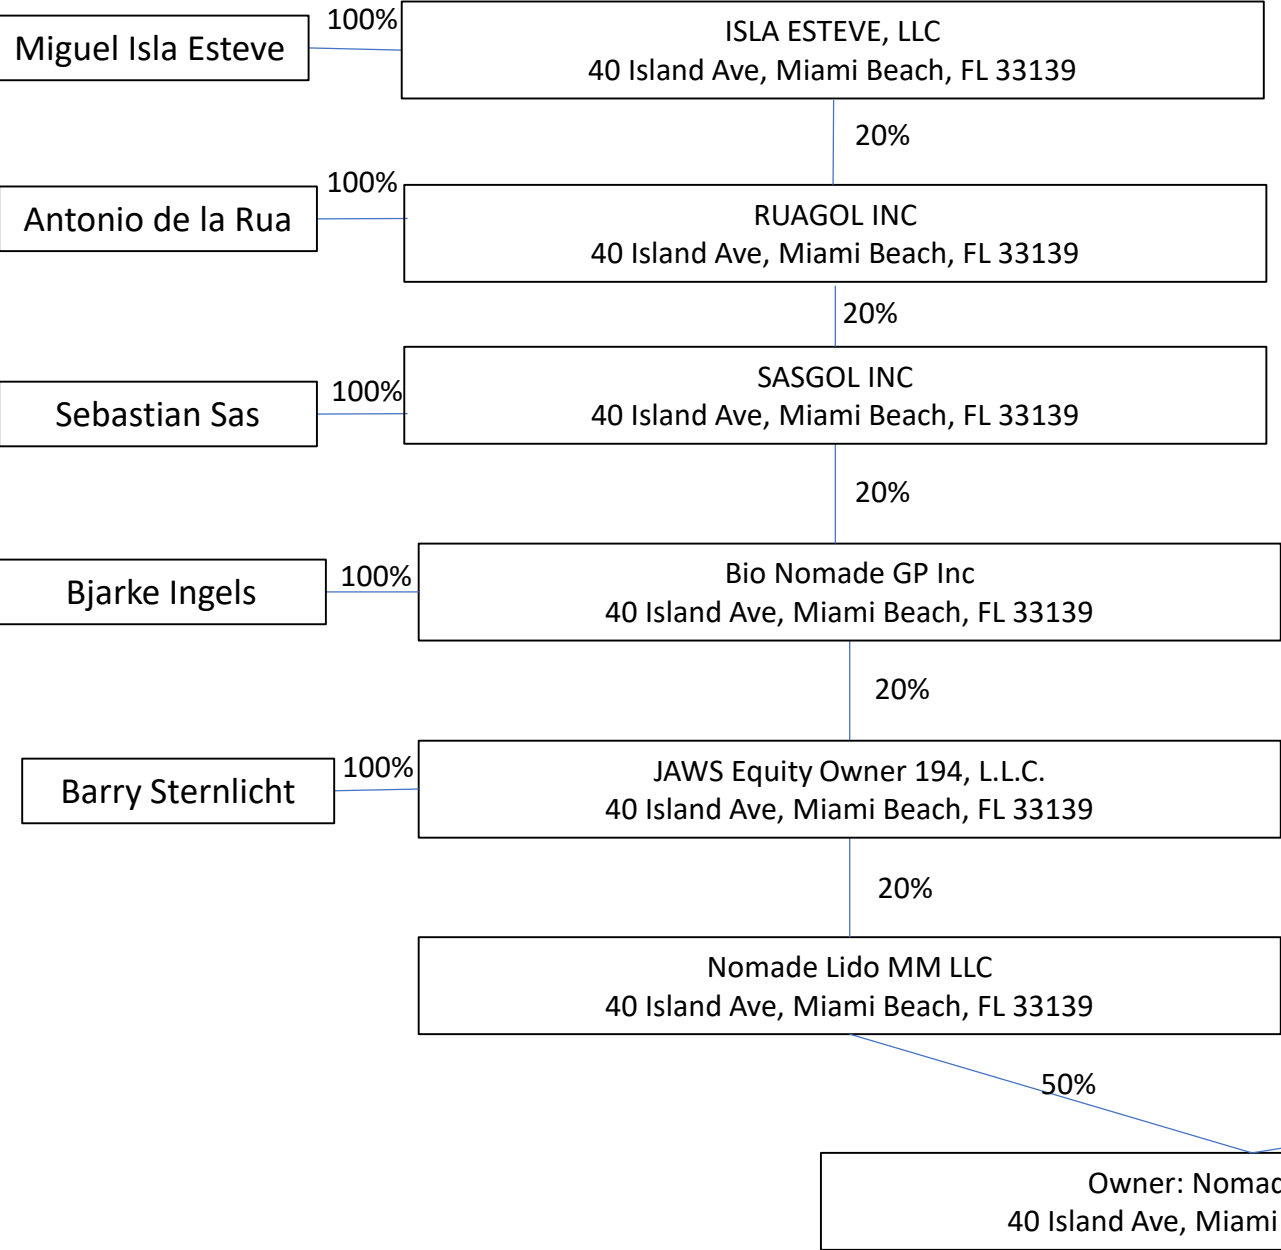 Miguel Isla Esteve
100%
ISLA ESTEVE, LLC
40 Island Ave, Miami Beach, FL 33139
20%
Antonio de la Rua
100%
RUAGOL INC
40 Island Ave, Miami Beach, FL 33139
20%
Sebastian Sas
100%
SASGOL INC
40 Island Ave, Miami Beach, FL 33139
20%
Bjarke Ingels
100%
Bio Nomade GP Inc
40 Island Ave, Miami Beach, FL 33139
20%
Barry Sternlicht
100%
JAWS Equity Owner 194, L.L.C.
40 Island Ave, Miami Beach, FL 33139
20%
Nomade Lido MM LLC
40 Island Ave, Miami Beach, FL 33139
50%
Owner:
40 Island Ave, Miami